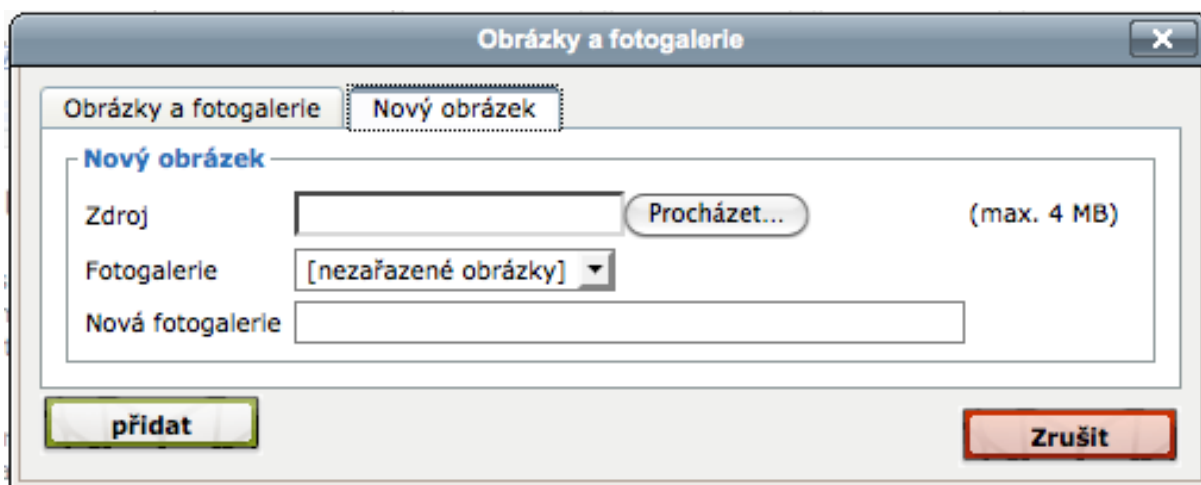 Obrázky a fotogalerie
Obrázky a fotogalerie Nový obrázek
Nový obrázek
Zdroj Procházet... (max. 4 MB)
Fotogalerie [nezařazené obrázky]
Nová fotogalerie
přidat
Zrušit